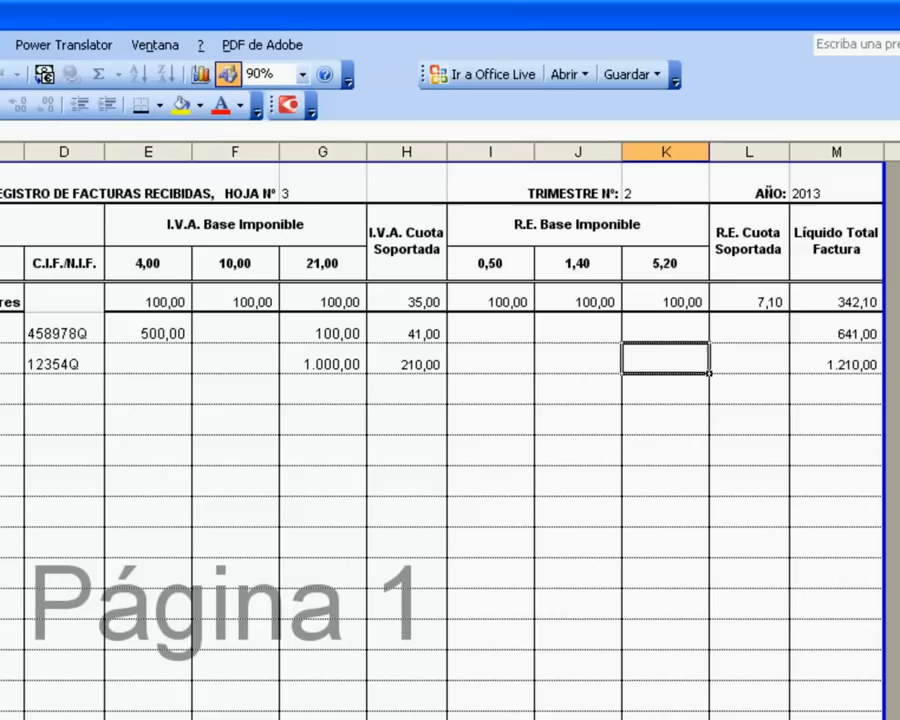 Power Translator Ventana ? PDF de Adobe Escriba una pre
Σ 90% ? Ir a Office Live Abrir Guardar
A
D E F G H I J K L M
EGISTRO DE FACTURAS RECIBIDAS, HOJA Nº 3 TRIMESTRE Nº: 2 AÑO: 2013
I.V.A. Base Imponible I.V.A. Cuota Soportada R.E. Base Imponible R.E. Cuota Soportada Líquido Total Factura
C.I.F./N.I.F. 4,00 10,00 21,00 0,50 1,40 5,20
res 100,00 100,00 100,00 35,00 100,00 100,00 100,00 7,10 342,10
458978Q 500,00 100,00 41,00 641,00
12354Q 1.000,00 210,00 1.210,00
Página 1